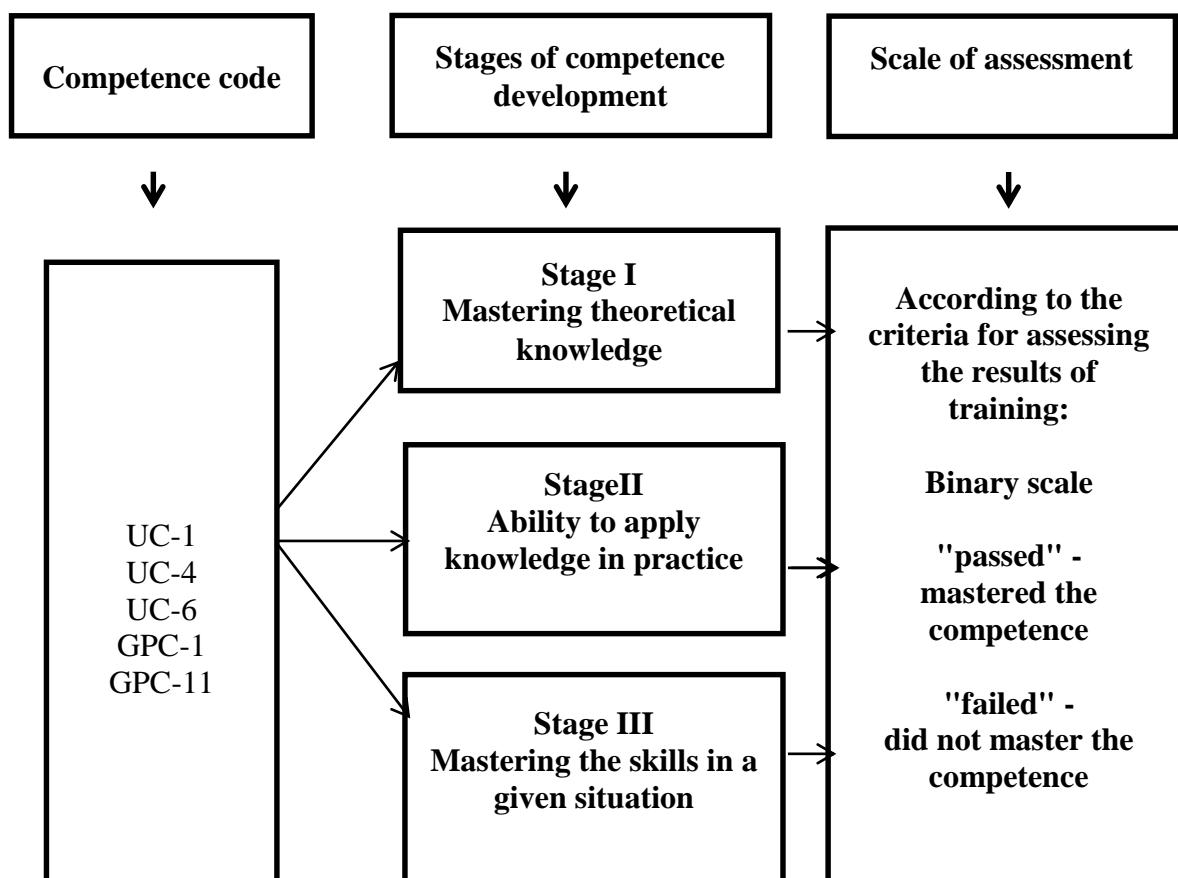 Competence code
Stages of competence
development
Scale of assessment
UC-1
UC-4
UC-6
GPC-1
GPC-11
Stage I
Mastering theoretical
knowledge
StageII
Ability to apply
knowledge in practice
Stage III
Mastering the skills in a
given situation
According to the
criteria for assessing
the results of
training:
Binary scale
"passed" -
mastered the
competence
"failed" -
did not master the
competence